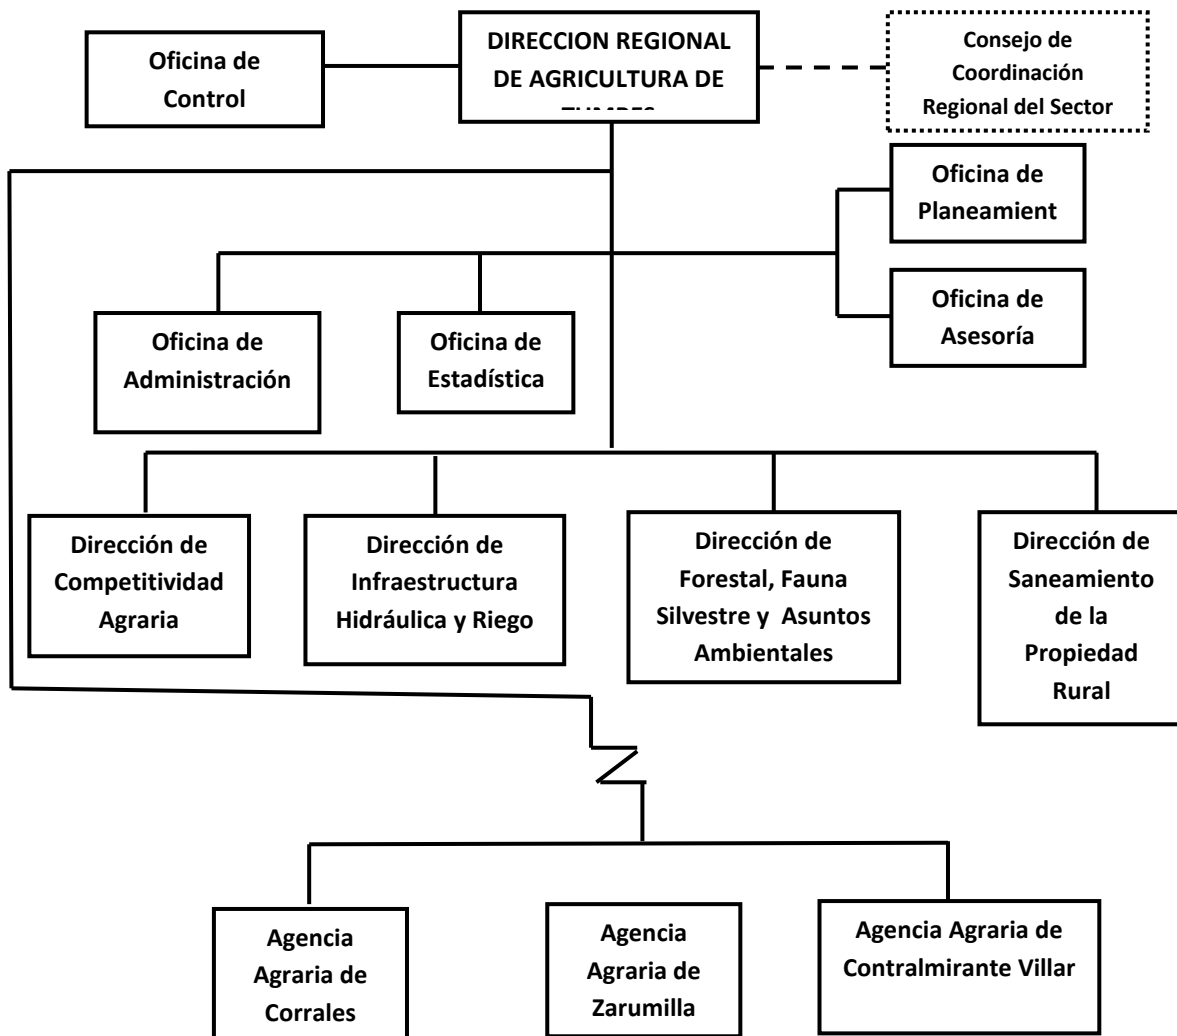 Oficina de
Control
DIRECCION REGIONAL
DE AGRICULTURA DE
Consejo de
Coordinación
Regional del Sector
Oficina de
Planeamient
Oficina de
Asesoría
Oficina de
Administración
Oficina de
Estadística
Dirección de
Competitividad
Agraria
Dirección de
Infraestructura
Hidráulica y Riego
Dirección de
Forestal, Fauna
Silvestre y Asuntos
Ambientales
Dirección de
Saneamiento
de la
Propiedad
Rural
Agencia
Agraria de
Corrales
Agencia
Agraria de
Zarumilla
Agencia Agraria de
Contralmirante Villar